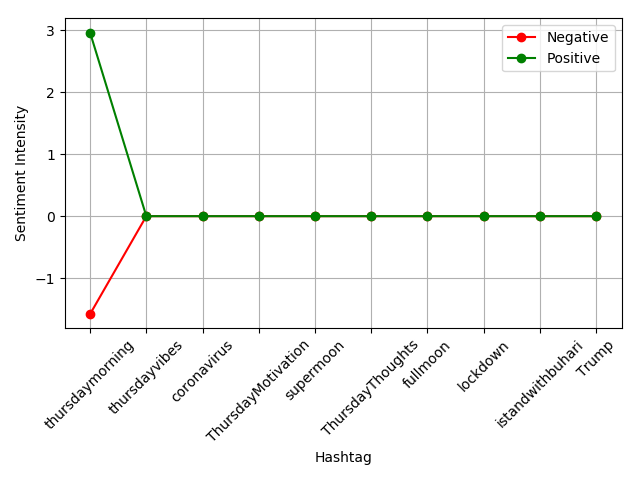 3
2
1
0
−1
Sentiment Intensity
Negative
Positive
thursdaymorning
thursdayvibes
coronavirus
ThursdayMotivation
supermoon
ThursdayThoughts
fullmoon
lockdown
istandwithbuhari
Trump
Hashtag